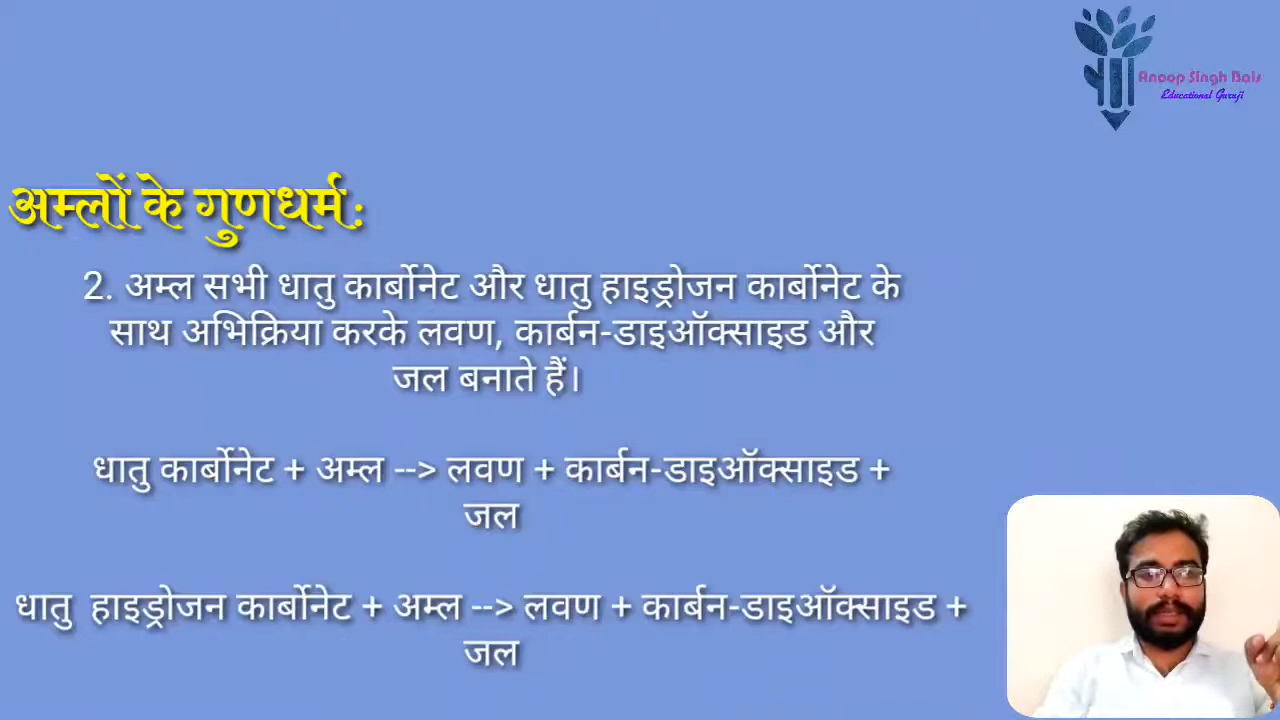 Anoop Singh Bais
Educational Guruji
अम्लों के गुणधर्म:
2. अम्ल सभी धातु कार्बोनेट और धातु हाइड्रोजन कार्बोनेट के
साथ अभिक्रिया करके लवण, कार्बन-डाइऑक्साइड और
जल बनाते हैं।
धातु कार्बोनेट + अम्ल --> लवण + कार्बन-डाइऑक्साइड +
जल
धातु हाइड्रोजन कार्बोनेट + अम्ल --> लवण + कार्बन-डाइऑक्साइड +
जल